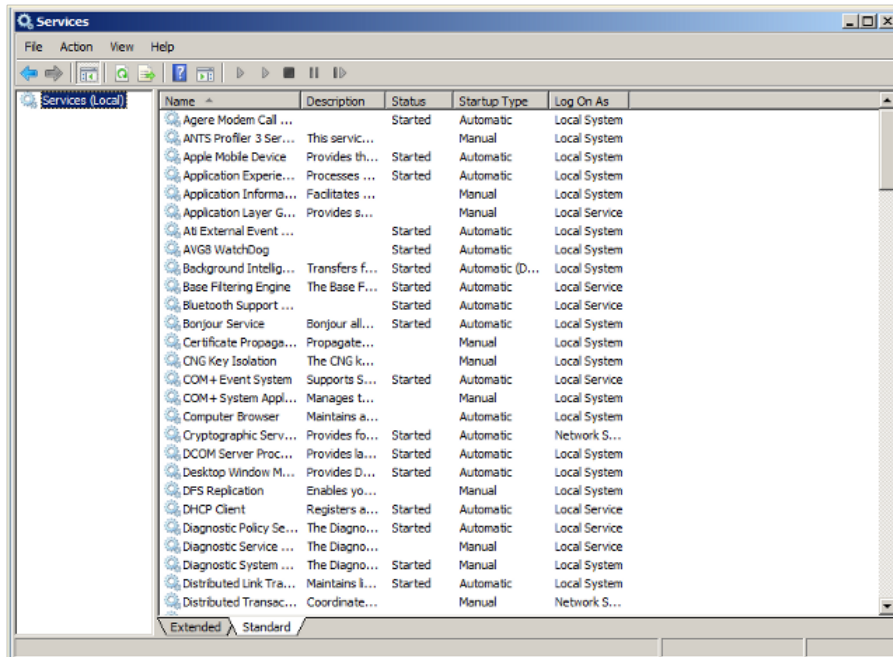 Services
File Action View Help
Services (Local)
Name Description Status Startup Type Log On As
Agere Modem Call ... Started Automatic Local System
ANTS Profiler 3 Ser... This servic... Manual Local System
Apple Mobile Device Provides th... Started Automatic Local System
Application Experie... Processes ... Started Automatic Local System
Application Informa... Facilitates ... Manual Local System
Application Layer G... Provides s... Manual Local Service
Ati External Event ... Started Automatic Local System
AVG8 WatchDog Started Automatic Local System
Background Intellig... Transfers f... Started Automatic (D... Local System
Base Filtering Engine The Base F... Started Automatic Local Service
Bluetooth Support ... Started Automatic Local Service
Bonjour Service Bonjour all... Started Automatic Local System
Certificate Propaga... Propagate... Manual Local System
CNG Key Isolation The CNG k... Manual Local System
COM+ Event System Supports S... Started Automatic Local Service
COM+ System Appl... Manages t... Manual Local System
Computer Browser Maintains a... Automatic Local System
Cryptographic Serv... Provides fo... Started Automatic Network S...
DCOM Server Proc... Provides la... Started Automatic Local System
Desktop Window M... Provides D... Started Automatic Local System
DFS Replication Enables yo... Manual Local System
DHCP Client Registers a... Started Automatic Local Service
Diagnostic Policy Se... The Diagno... Started Automatic Local Service
Diagnostic Service ... The Diagno... Manual Local Service
Diagnostic System ... The Diagno... Started Manual Local System
Distributed Link Tra... Maintains li... Started Automatic Local System
Distributed Transac... Coordinate... Manual Network S...
Extended Standard